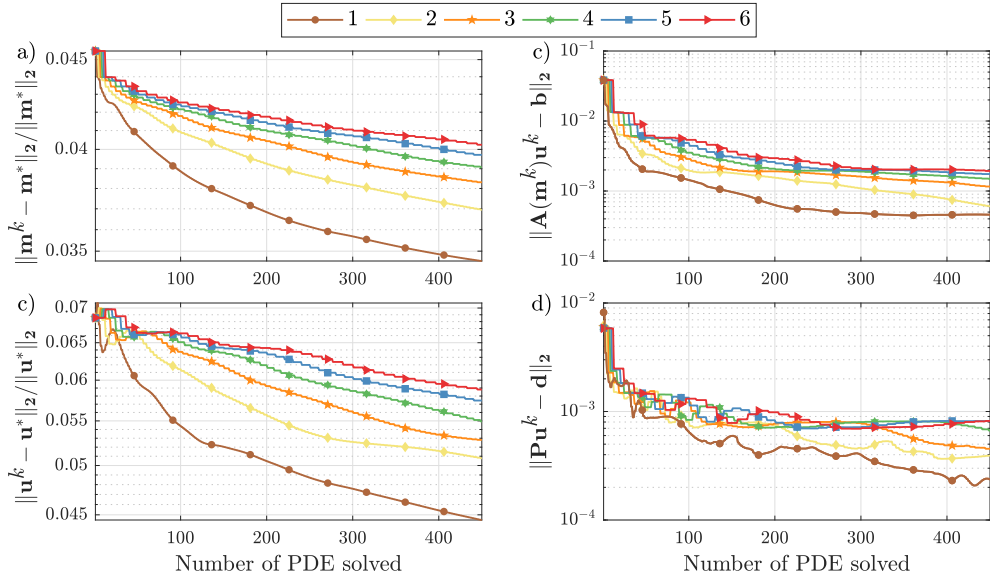 1 2 3 4 5 6
a)
0.045
0.04
0.035
||m^k − m*||₂/||m*||₂
100 200 300 400
c)
10⁻¹
10⁻²
10⁻³
10⁻⁴
||A(m^k)u^k − b||₂
0 100 200 300 400
c)
0.07
0.065
0.06
0.055
0.05
0.045
||u^k − u*||₂/||u*||₂
100 200 300 400
Number of PDE solved
d)
10⁻²
10⁻³
10⁻⁴
||Pu^k − d||₂
0 100 200 300 400
Number of PDE solved